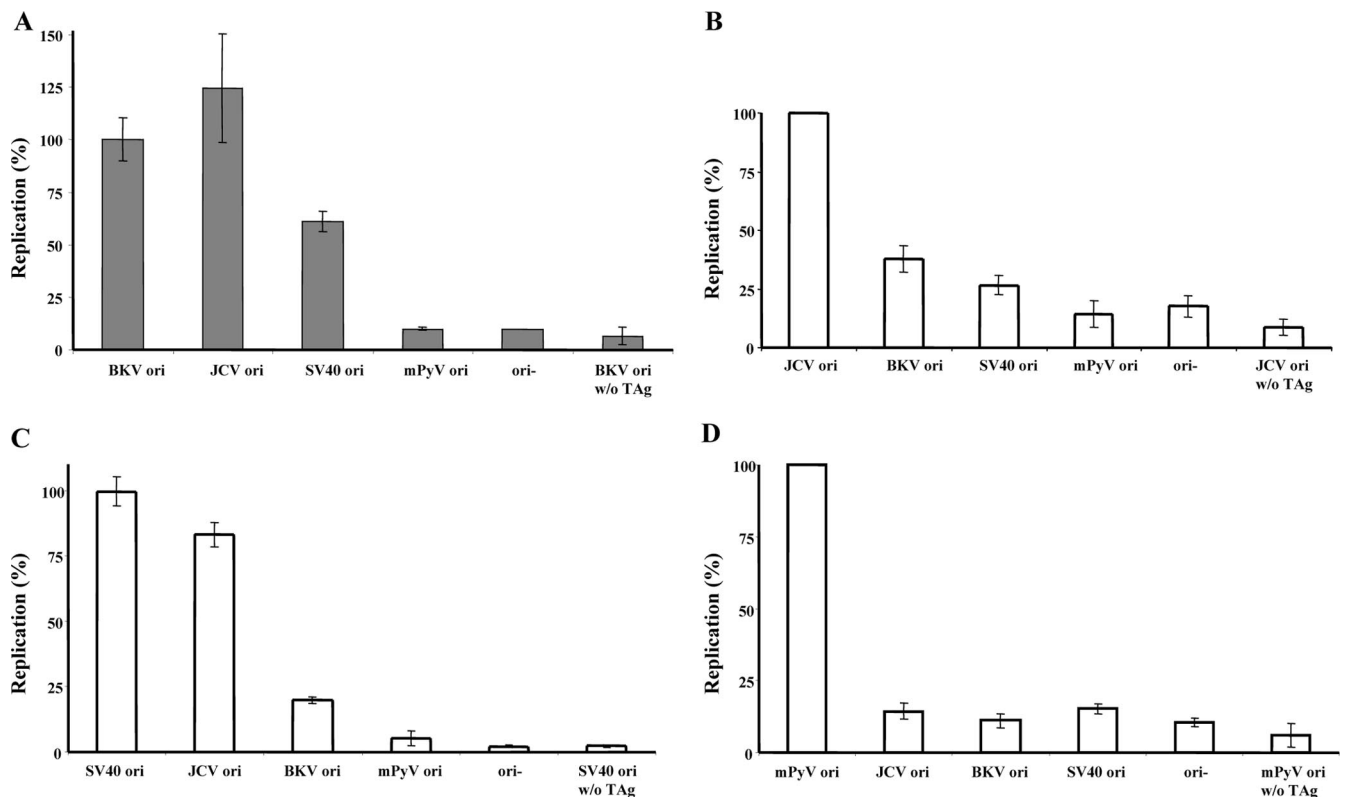 A
Replication (%)
150
125
100
75
50
25
0
BKV ori JCV ori SV40 ori mPyV ori ori- BKV ori
w/o TAg
B
Replication (%)
100
75
50
25
0
JCV ori BKV ori SV40 ori mPyV ori ori- JCV ori
w/o TAg
C
Replication (%)
100
75
50
25
0
SV40 ori JCV ori BKV ori mPyV ori ori- SV40 ori
w/o TAg
D
Replication (%)
100
75
50
25
0
mPyV ori JCV ori BKV ori SV40 ori ori- mPyV ori
w/o TAg